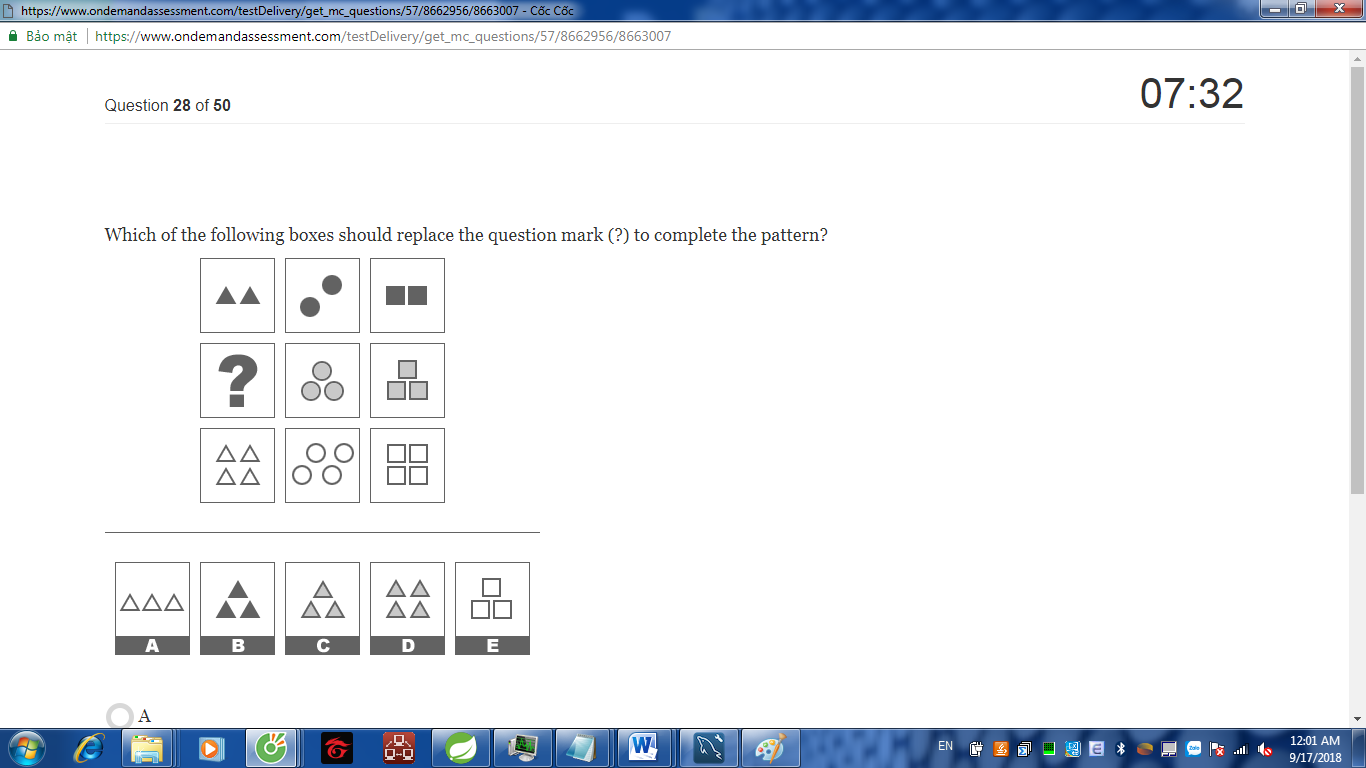 https://www.ondemandassessment.com/testDelivery/get_mc_questions/57/8662956/8663007 - Cốc Cốc
Bảo mật https://www.ondemandassessment.com/testDelivery/get_mc_questions/57/8662956/8663007
Question 28 of 50
07:32
Which of the following boxes should replace the question mark (?) to complete the pattern?
?
A B C D E
A
EN
12:01 AM
9/17/2018